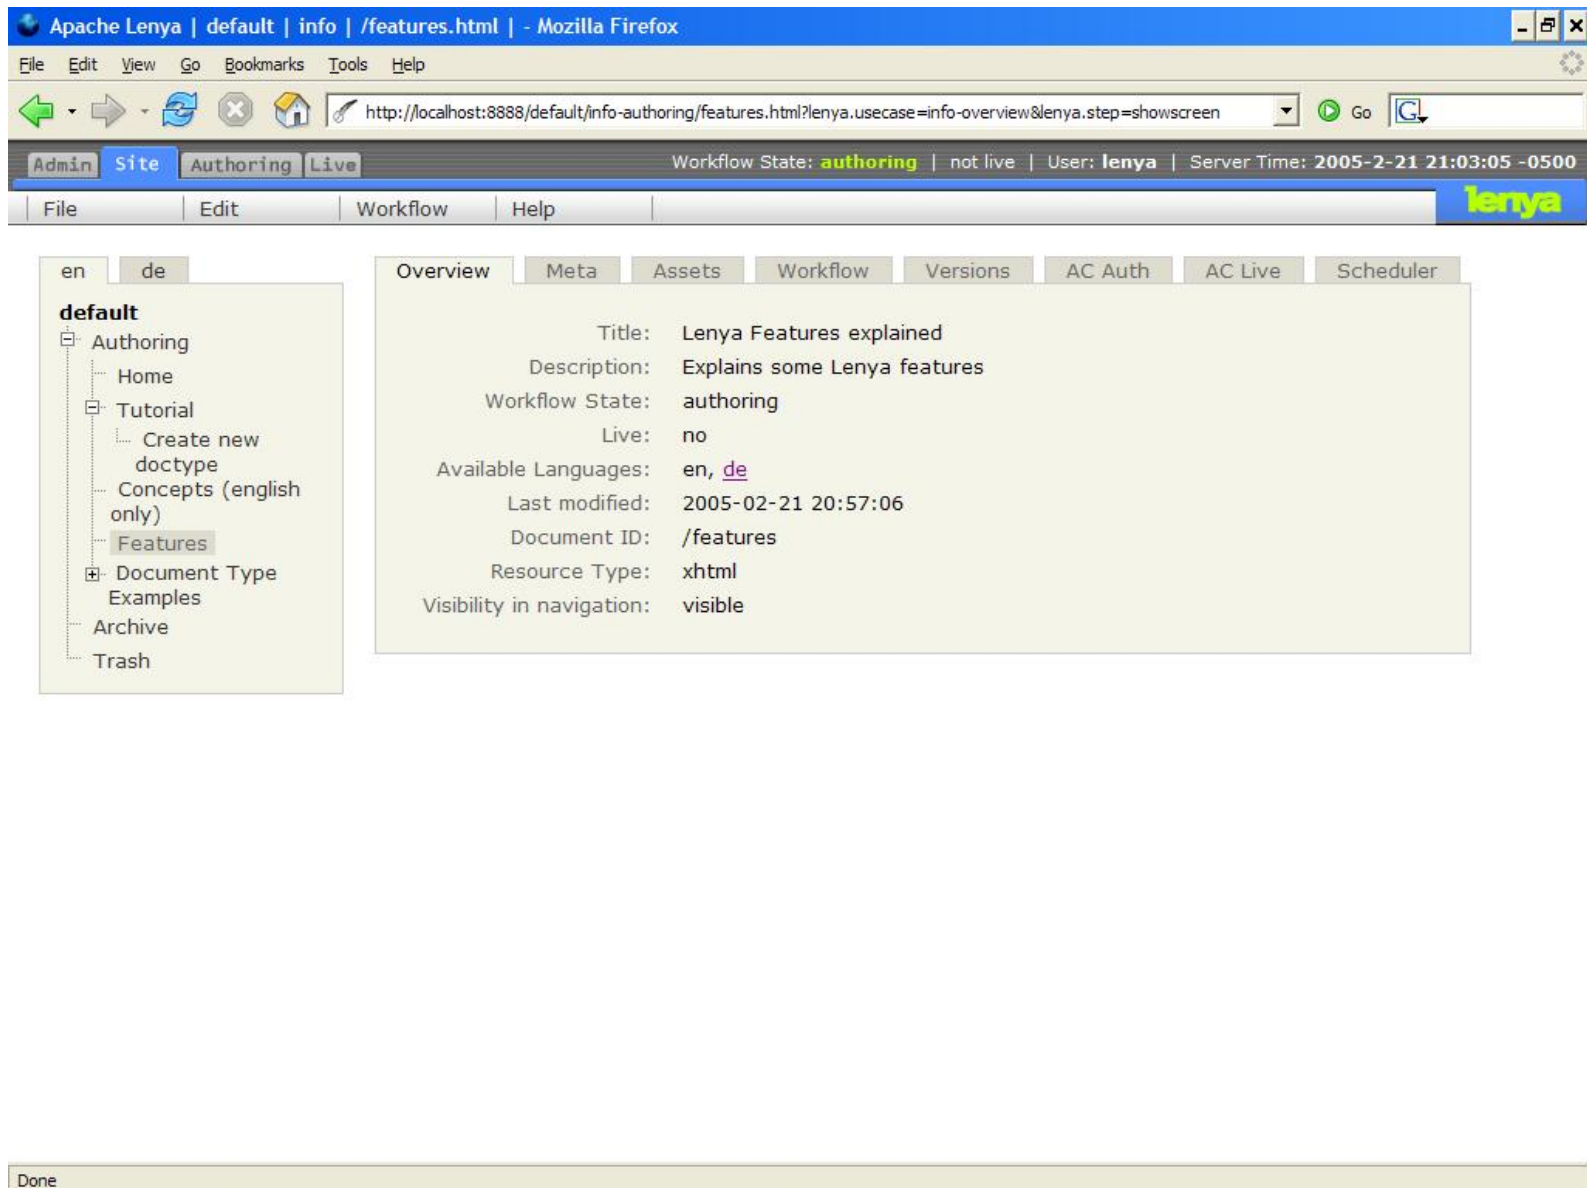 Apache Lenya | default | info | /features.html | - Mozilla Firefox
File Edit View Go Bookmarks Tools Help
http://localhost:8888/default/info-authoring/features.html?lenya.usecase=info-overview&lenya.step=showscreen Go G
Admin Site Authoring Live Workflow State: authoring | not live | User: lenya | Server Time: 2005-2-21 21:03:05 -0500
File Edit Workflow Help lenya
en de
Overview Meta Assets Workflow Versions AC Auth AC Live Scheduler
default
Authoring
Home
Tutorial
Create new
doctype
Concepts (english
only)
Features
Document Type
Examples
Archive
Trash
Title: Lenya Features explained
Description: Explains some Lenya features
Workflow State: authoring
Live: no
Available Languages: en, de
Last modified: 2005-02-21 20:57:06
Document ID: /features
Resource Type: xhtml
Visibility in navigation: visible
Done